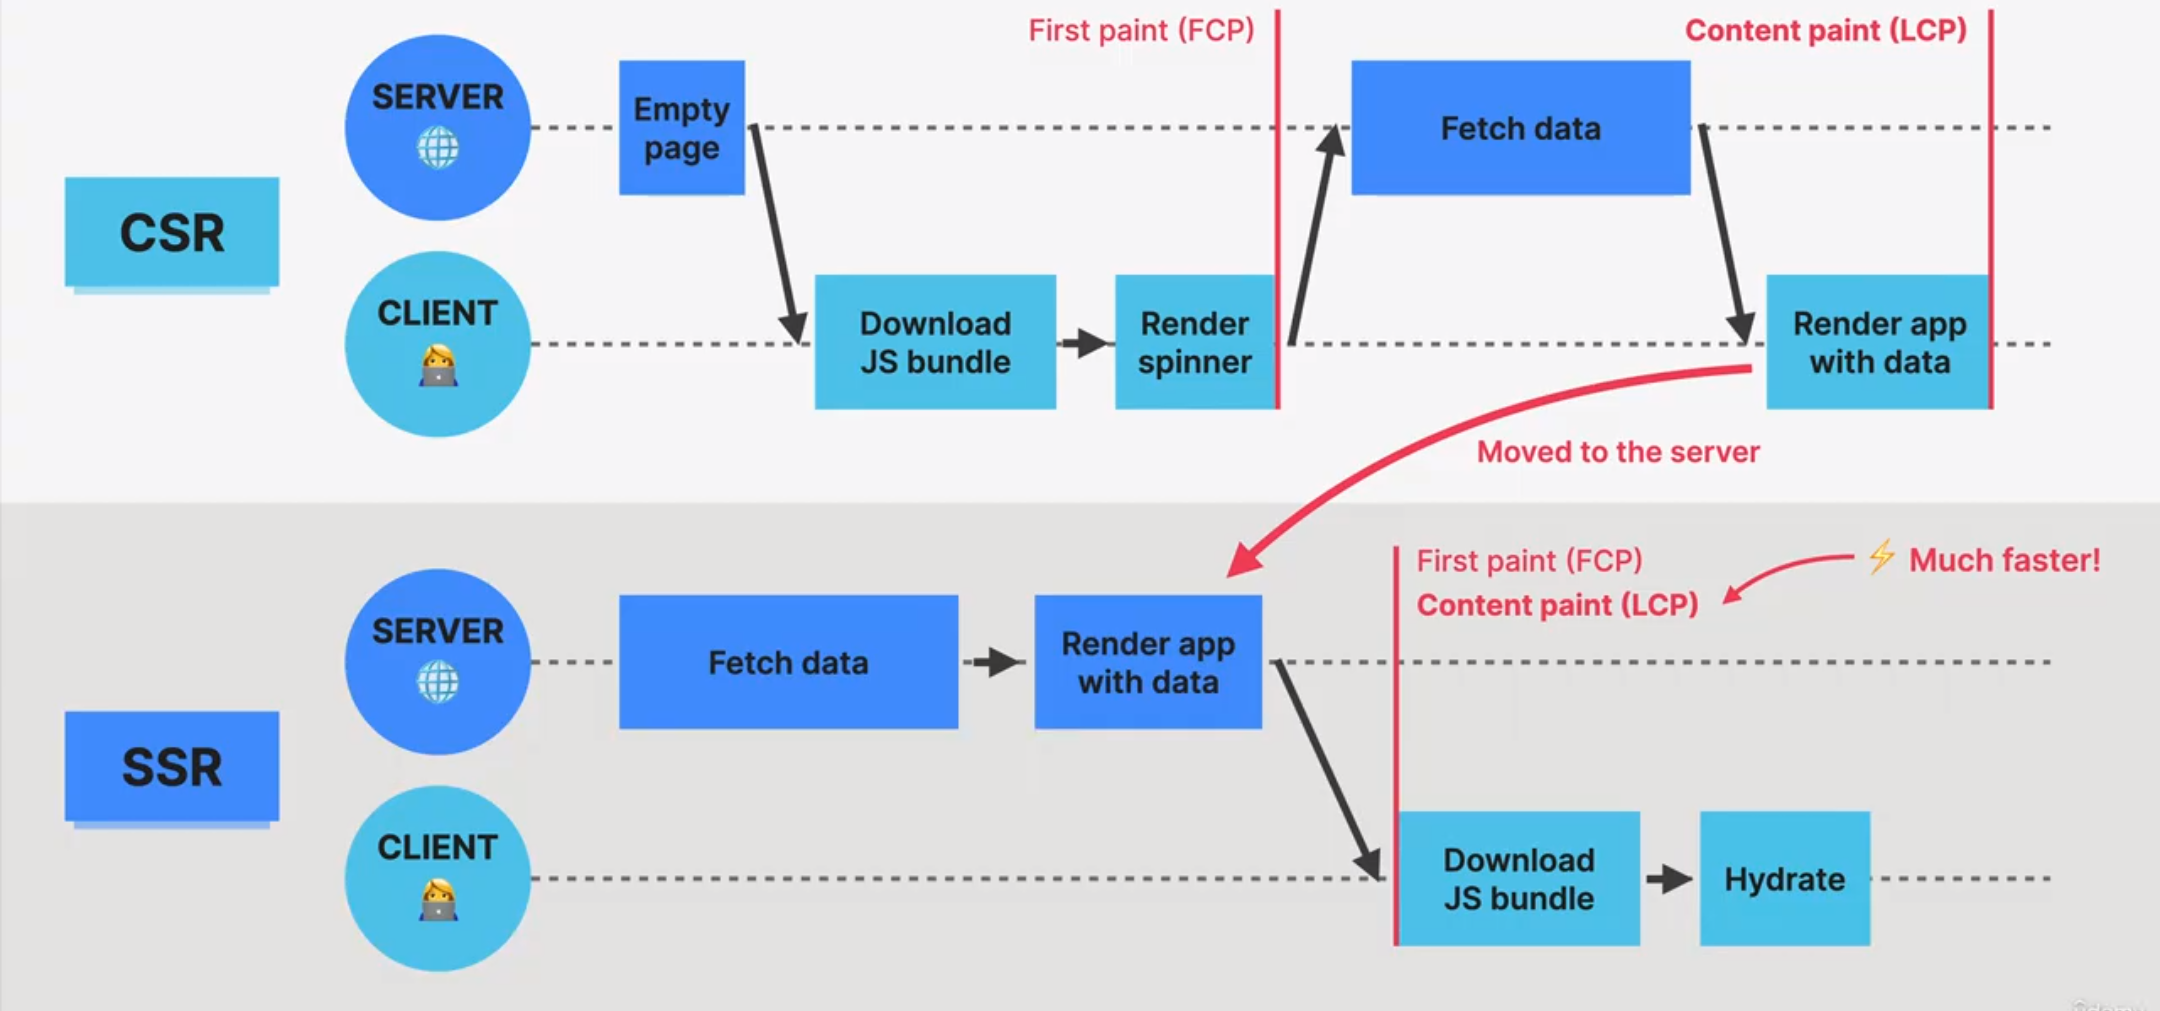 First paint (FCP)
Content paint (LCP)
SERVER
Empty
page
Fetch data
CSR
CLIENT
Download
JS bundle
Render
spinner
Render app
with data
Moved to the server
First paint (FCP)
Content paint (LCP)
Much faster!
SERVER
Fetch data
Render app
with data
SSR
CLIENT
Download
JS bundle
Hydrate